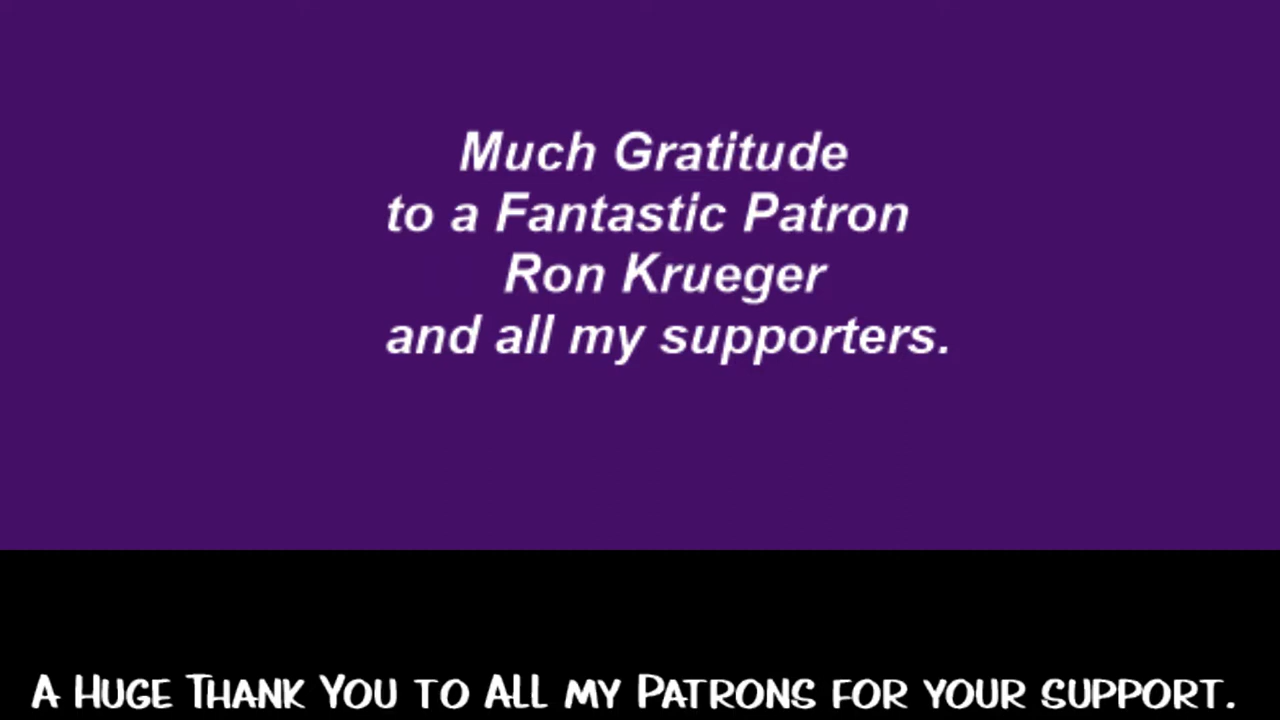 Much Gratitude
to a Fantastic Patron
Ron Krueger
and all my supporters.
A Huge Thank You to All my Patrons for your support.